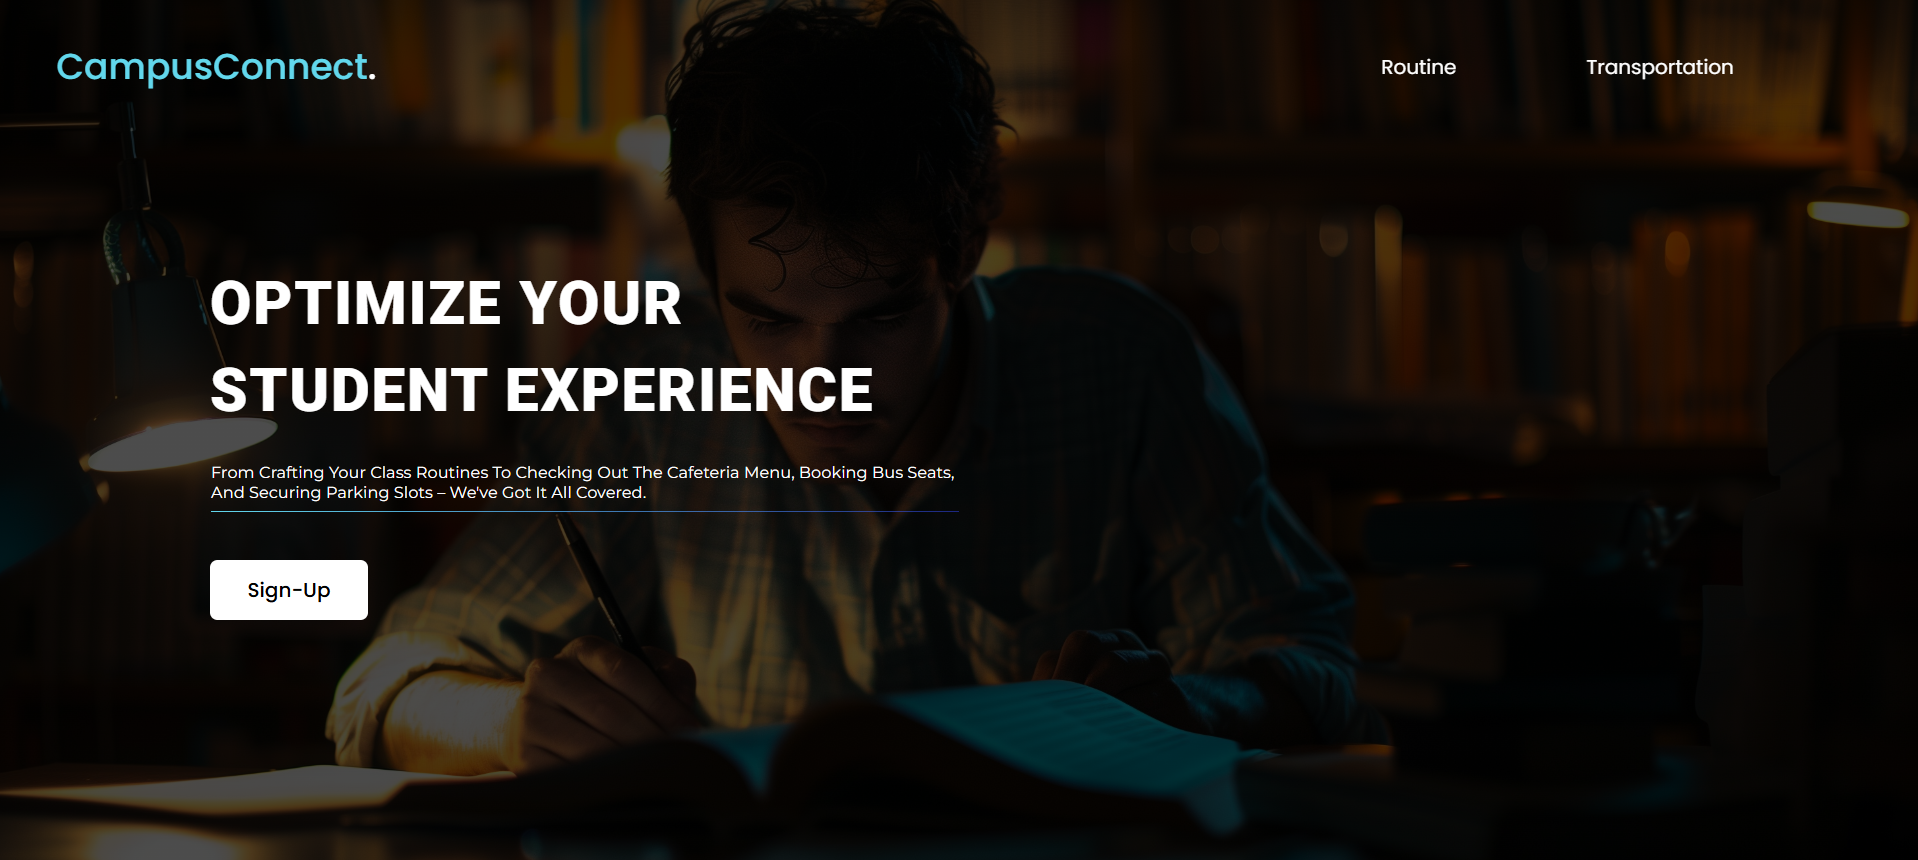 CampusConnect.
Routine
Transportation
OPTIMIZE YOUR
STUDENT EXPERIENCE
From Crafting Your Class Routines To Checking Out The Cafeteria Menu, Booking Bus Seats,
And Securing Parking Slots – We've Got It All Covered.
Sign-Up